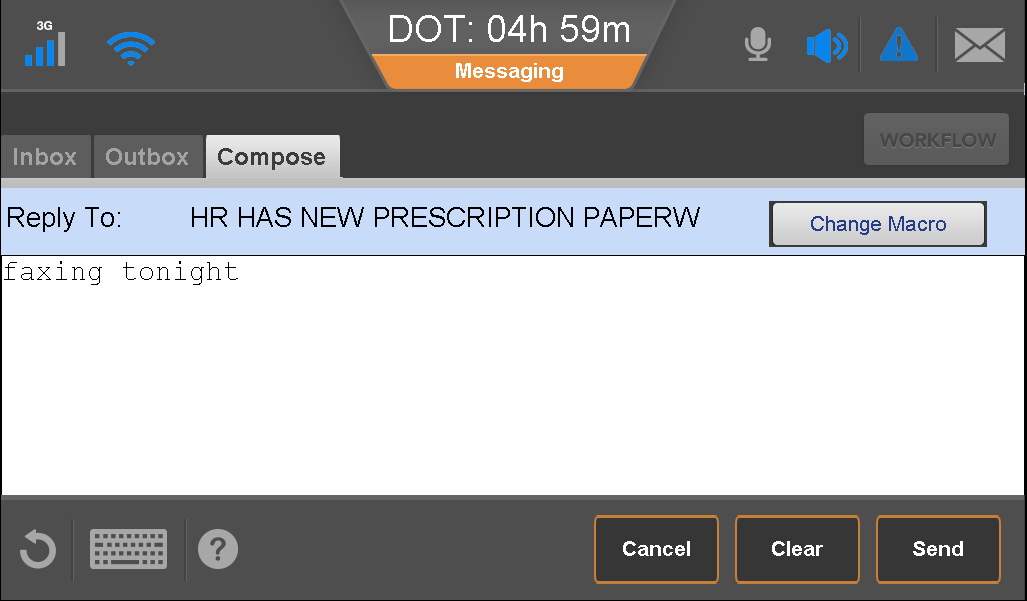 3G
DOT: 04h 59m
Messaging
Inbox
Outbox
Compose
WORKFLOW
Reply To:
HR HAS NEW PRESCRIPTION PAPERW
Change Macro
faxing tonight
?
Cancel
Clear
Send